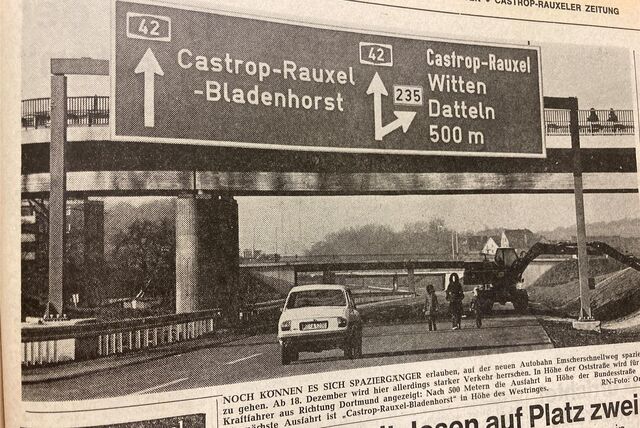 CASTROP-RAUXELER ZEITUNG
42
Castrop-Rauxel
-Bladenhorst
42
235
Castrop-Rauxel
Witten
Datteln
500 m
NOCH KÖNNEN ES SICH SPAZIERGÄNGER erlauben, auf der neuen Autobahn Emscherschnellweg spazie
zu gehen. Ab 18. Dezember wird hier allerdings starker Verkehr herrschen. In Höhe der Oststraße wird für
Kraftfahrer aus Richtung Dortmund angezeigt: Nach 500 Metern die Ausfahrt in Höhe der Bundesstraße
ächste Ausfahrt ist „Castrop-Rauxel-Bladenhorst" in Höhe des Westringes.
RN-Foto:
auf Platz zwei